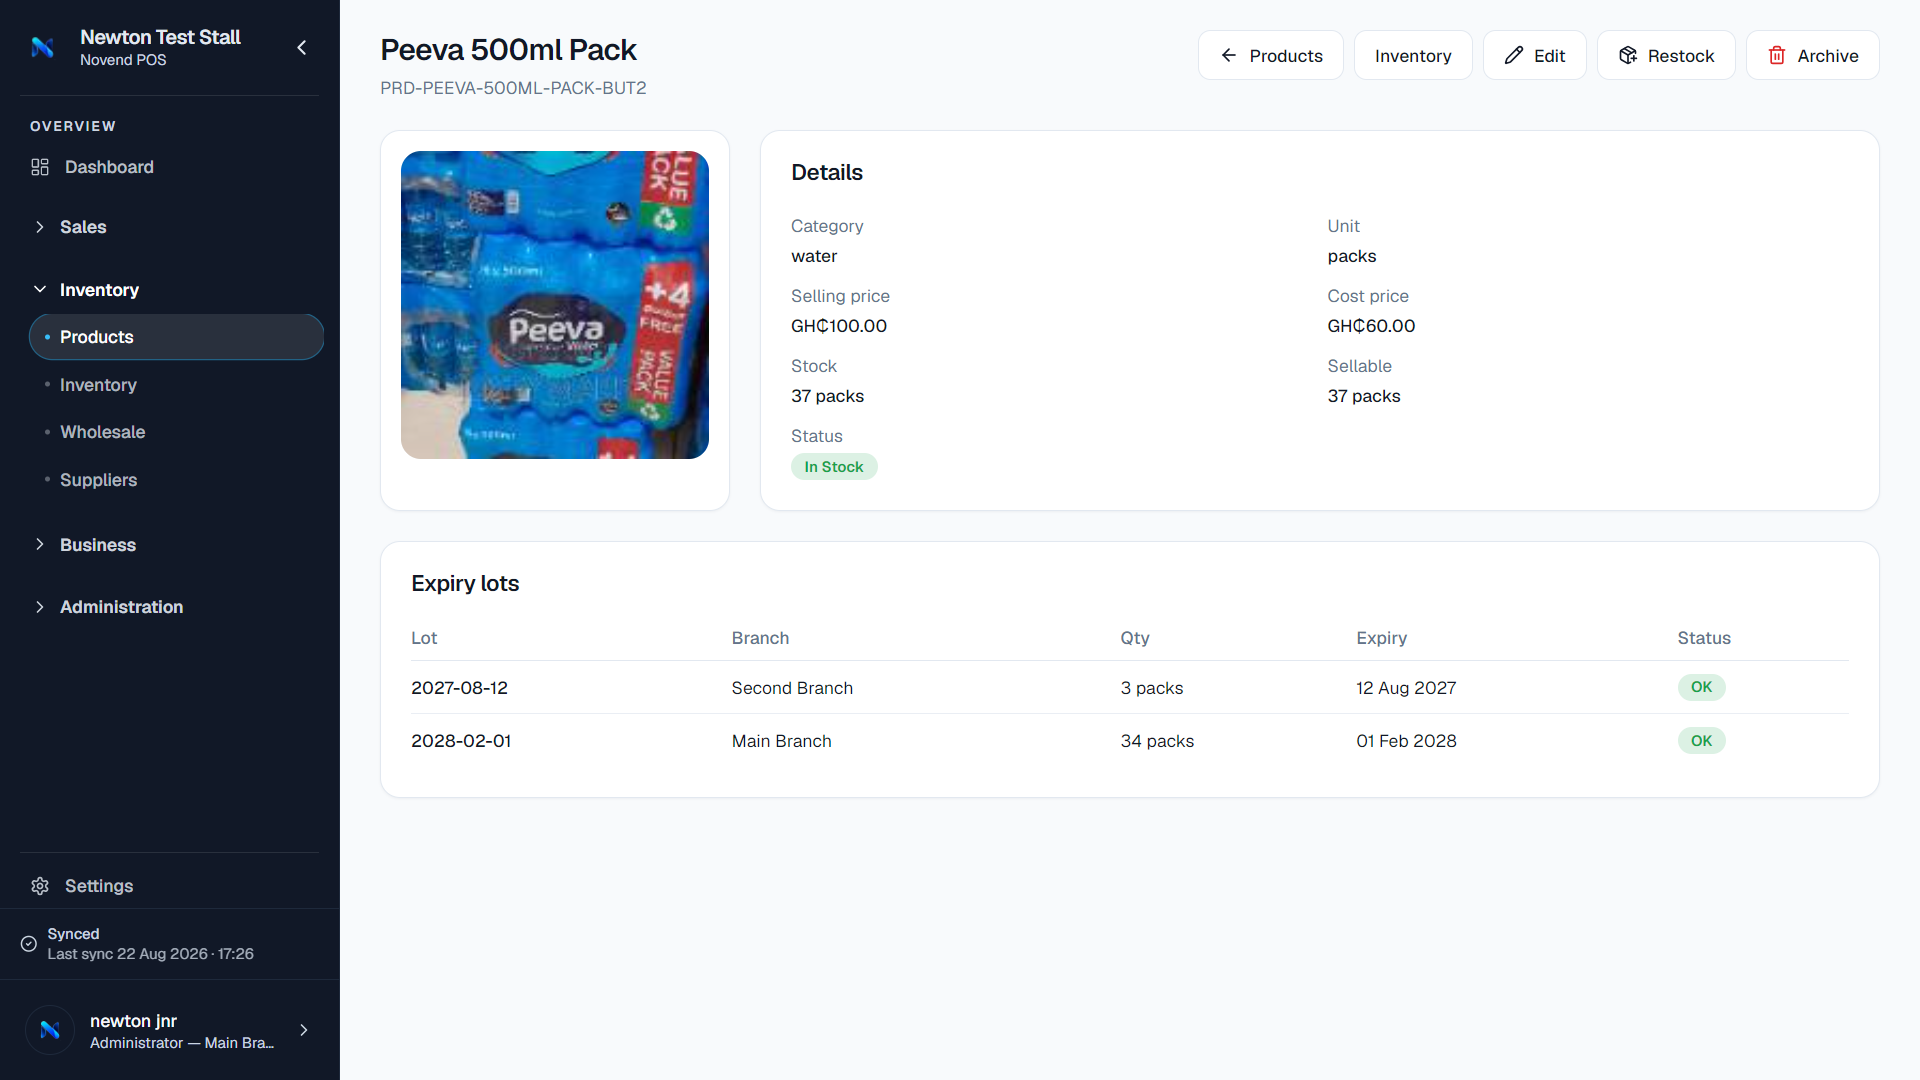 Newton Test Stall
Novend POS
OVERVIEW
Dashboard
Sales
Inventory
Products
Inventory
Wholesale
Suppliers
Business
Administration
Settings
Synced
Last sync 22 Aug 2026 · 17:26
newton jnr
Administrator — Main Bra...
Peeva 500ml Pack
PRD-PEEVA-500ML-PACK-BUT2
Products
Inventory
Edit
Restock
Archive
VALUE
PACK
+4
FREE
Peeva
Water
VALUE
PACK
Details
Category
water
Unit
packs
Selling price
GH₵100.00
Cost price
GH₵60.00
Stock
37 packs
Sellable
37 packs
Status
In Stock
Expiry lots
Lot Branch Qty Expiry Status
2027-08-12 Second Branch 3 packs 12 Aug 2027 OK
2028-02-01 Main Branch 34 packs 01 Feb 2028 OK